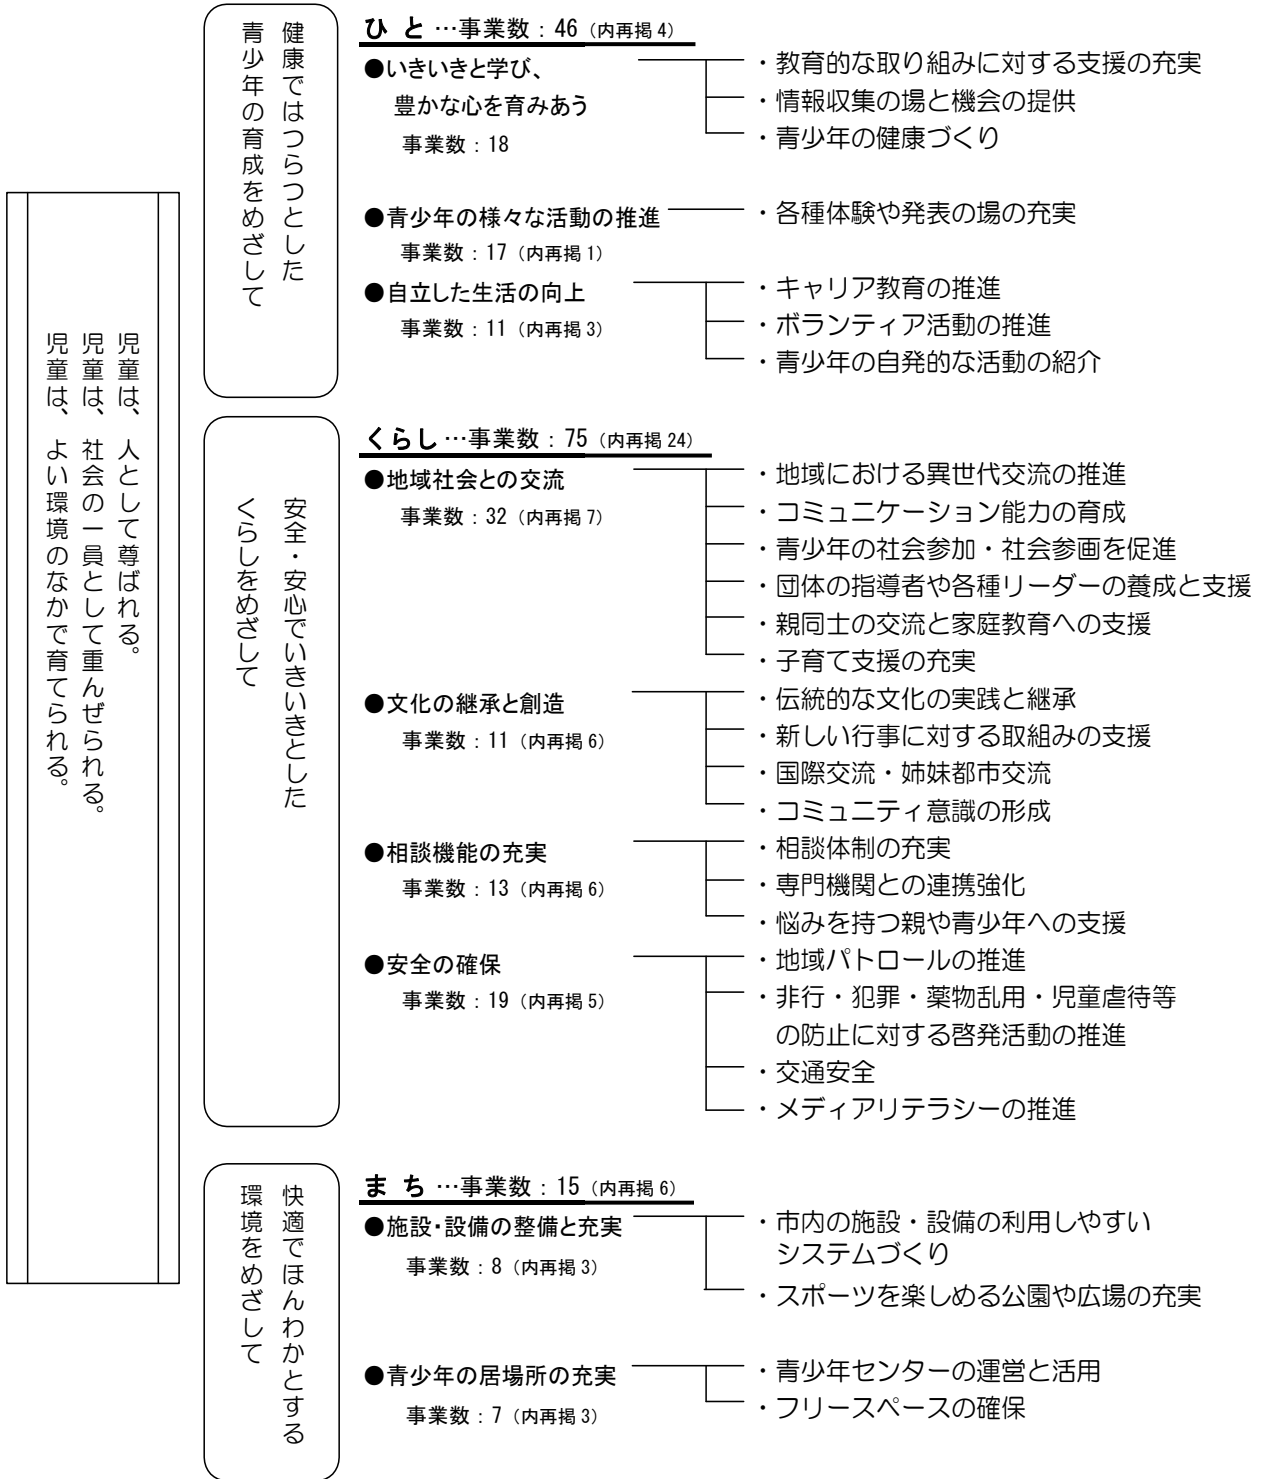 児童は、人として尊ばれる。
児童は、社会の一員として重んぜられる。
児童は、よい環境のなかで育てられる。
健康ではつらつとした
青少年の育成をめざして
ひ と …事業数：46（内再掲 4）
●いきいきと学び、
豊かな心を育みあう
事業数：18
・教育的な取り組みに対する支援の充実
・情報収集の場と機会の提供
・青少年の健康づくり
●青少年の様々な活動の推進
事業数：17（内再掲 1）
・各種体験や発表の場の充実
●自立した生活の向上
事業数：11（内再掲 3）
・キャリア教育の推進
・ボランティア活動の推進
・青少年の自発的な活動の紹介
安全・安心でいきいきとした
くらしをめざして
くらし …事業数：75（内再掲 24）
●地域社会との交流
事業数：32（内再掲 7）
・地域における異世代交流の推進
・コミュニケーション能力の育成
・青少年の社会参加・社会参画を促進
・団体の指導者や各種リーダーの養成と支援
・親同士の交流と家庭教育への支援
・子育て支援の充実
●文化の継承と創造
事業数：11（内再掲 6）
・伝統的な文化の実践と継承
・新しい行事に対する取組みの支援
・国際交流・姉妹都市交流
・コミュニティ意識の形成
●相談機能の充実
事業数：13（内再掲 6）
・相談体制の充実
・専門機関との連携強化
・悩みを持つ親や青少年への支援
●安全の確保
事業数：19（内再掲 5）
・地域パトロールの推進
・非行・犯罪・薬物乱用・児童虐待等
の防止に対する啓発活動の推進
・交通安全
・メディアリテラシーの推進
快適でほんわかとする
環境をめざして
ま ち …事業数：15（内再掲 6）
●施設・設備の整備と充実
事業数：8（内再掲 3）
・市内の施設・設備の利用しやすい
システムづくり
・スポーツを楽しめる公園や広場の充実
●青少年の居場所の充実
事業数：7（内再掲 3）
・青少年センターの運営と活用
・フリースペースの確保